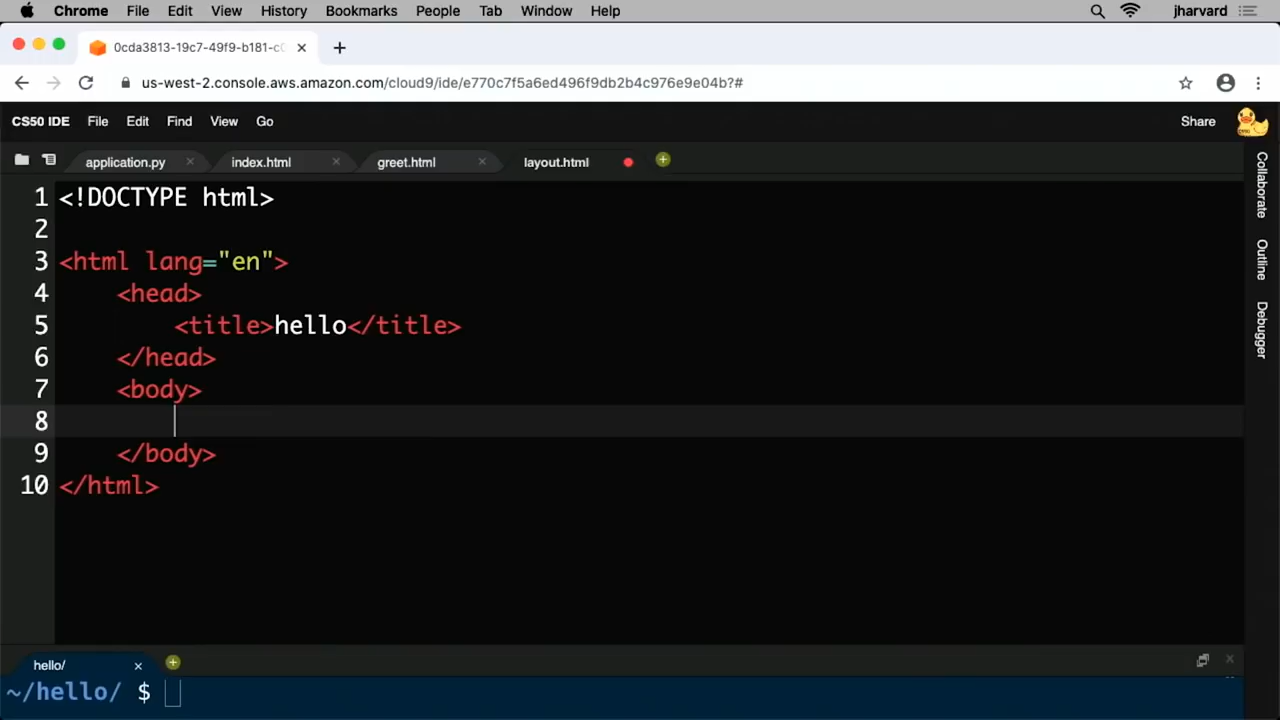 Chrome File Edit View History Bookmarks People Tab Window Help jharvard
0cda3813-19c7-49f9-b181-c
us-west-2.console.aws.amazon.com/cloud9/ide/e770c7f5a6ed496f9db2b4c976e9e04b?#
CS50 IDE File Edit Find View Go Share
application.py index.html greet.html layout.html
1 <!DOCTYPE html>
2
3 <html lang="en">
4 <head>
5 <title>hello</title>
6 </head>
7 <body>
8
9 </body>
10 </html>
Collaborate
Outline
Debugger
hello/
~/hello/ $